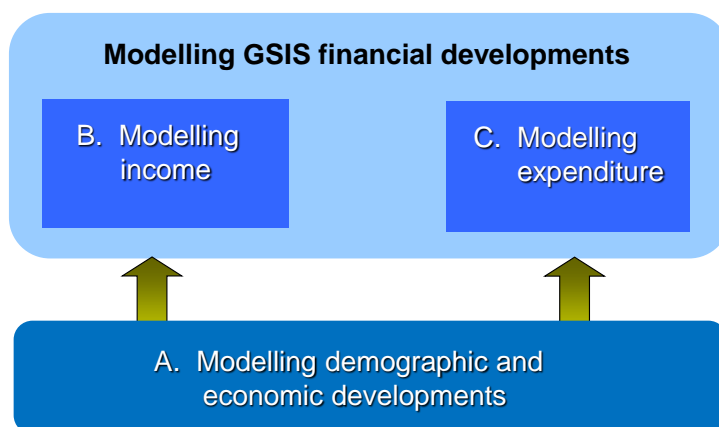 Modelling GSIS financial developments
B. Modelling
income
C. Modelling
expenditure
A. Modelling demographic and
economic developments